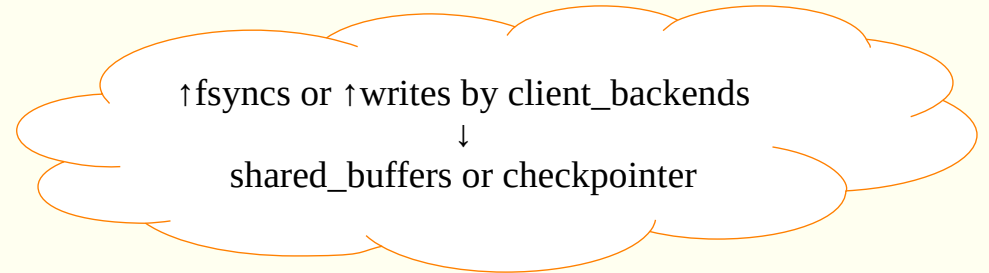 ↑fsyncs or ↑writes by client_backends
↓
shared_buffers or checkpointer